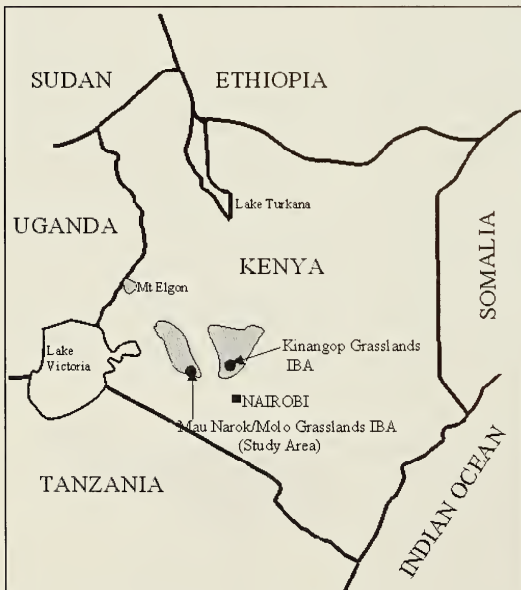 SUDAN
ETHIOPIA
Lake Turkana
UGANDA
KENYA
SOMALIA
Mt Elgon
Lake
Victoria
Kinangop Grasslands
IBA
NAIROBI
Mau Narok/Molo Grasslands IBA
(Study Area)
TANZANIA
INDIAN OCEAN